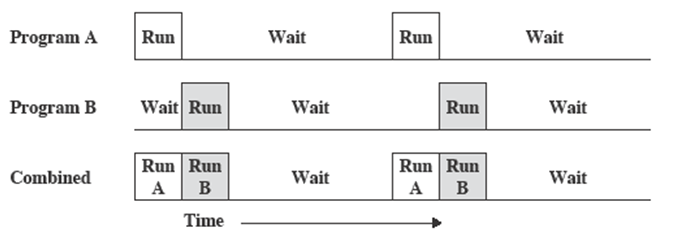 Program A Run Wait Run Wait
Program B Wait Run Wait Run Wait
Combined Run A Run B Wait Run A Run B Wait
Time